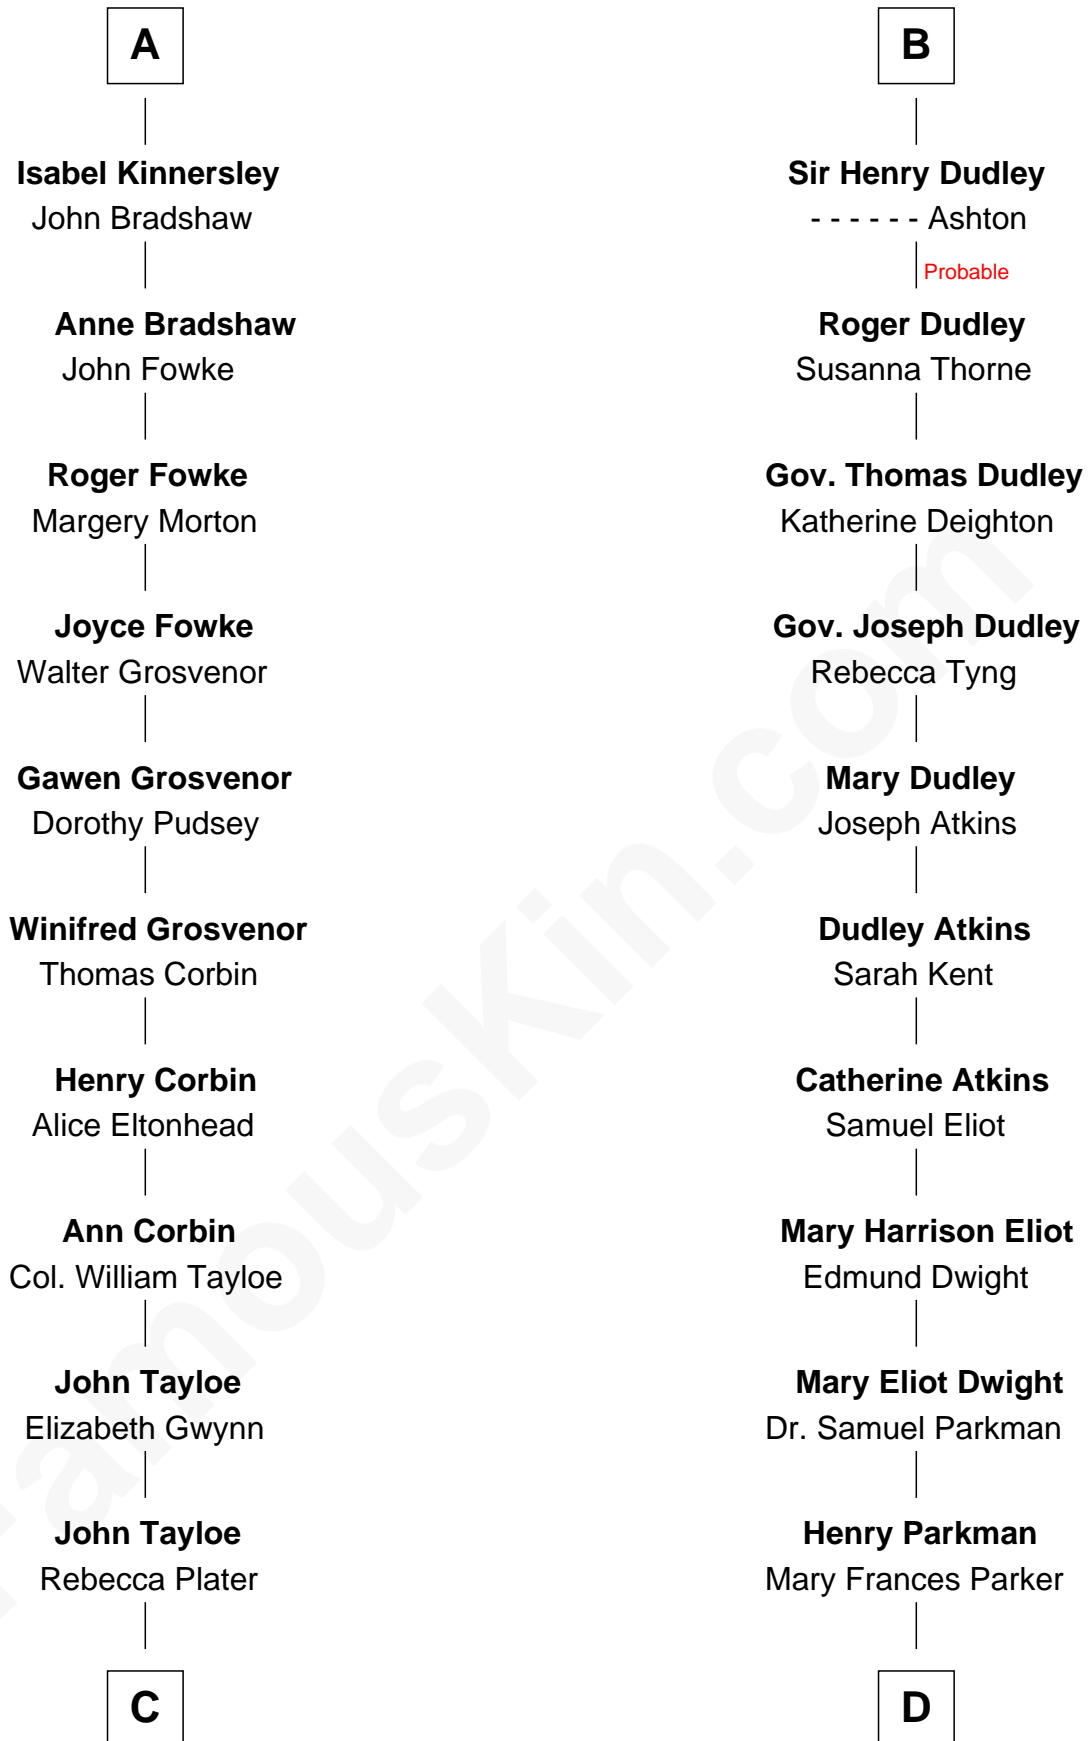 A
Isabel Kinnersley
John Bradshaw
Anne Bradshaw
John Fowke
Roger Fowke
Margery Morton
Joyce Fowke
Walter Grosvenor
Gawen Grosvenor
Dorothy Pudsey
Winifred Grosvenor
Thomas Corbin
Henry Corbin
Alice Eltonhead
Ann Corbin
Col. William Tayloe
John Tayloe
Elizabeth Gwynn
John Tayloe
Rebecca Plater
C
B
Sir Henry Dudley
- - - - - - Ashton
Probable
Roger Dudley
Susanna Thorne
Gov. Thomas Dudley
Katherine Deighton
Gov. Joseph Dudley
Rebecca Tyng
Mary Dudley
Joseph Atkins
Dudley Atkins
Sarah Kent
Catherine Atkins
Samuel Eliot
Mary Harrison Eliot
Edmund Dwight
Mary Eliot Dwight
Dr. Samuel Parkman
Henry Parkman
Mary Frances Parker
D
FamousKin.com